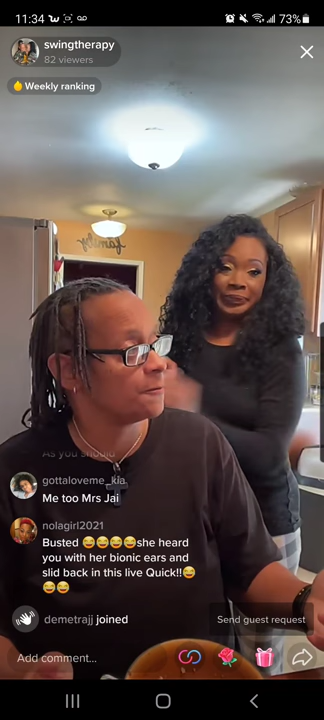 11:34
73%
swingtherapy
82 viewers
Weekly ranking
family
As you should
gottaloveme_kia
Me too Mrs Jai
nolagirl2021
Busted 😂😂😂😂she heard
you with her bionic ears and
slid back in this live Quick!!😂
😂😂
demetrajj joined
Send guest request
Add comment...